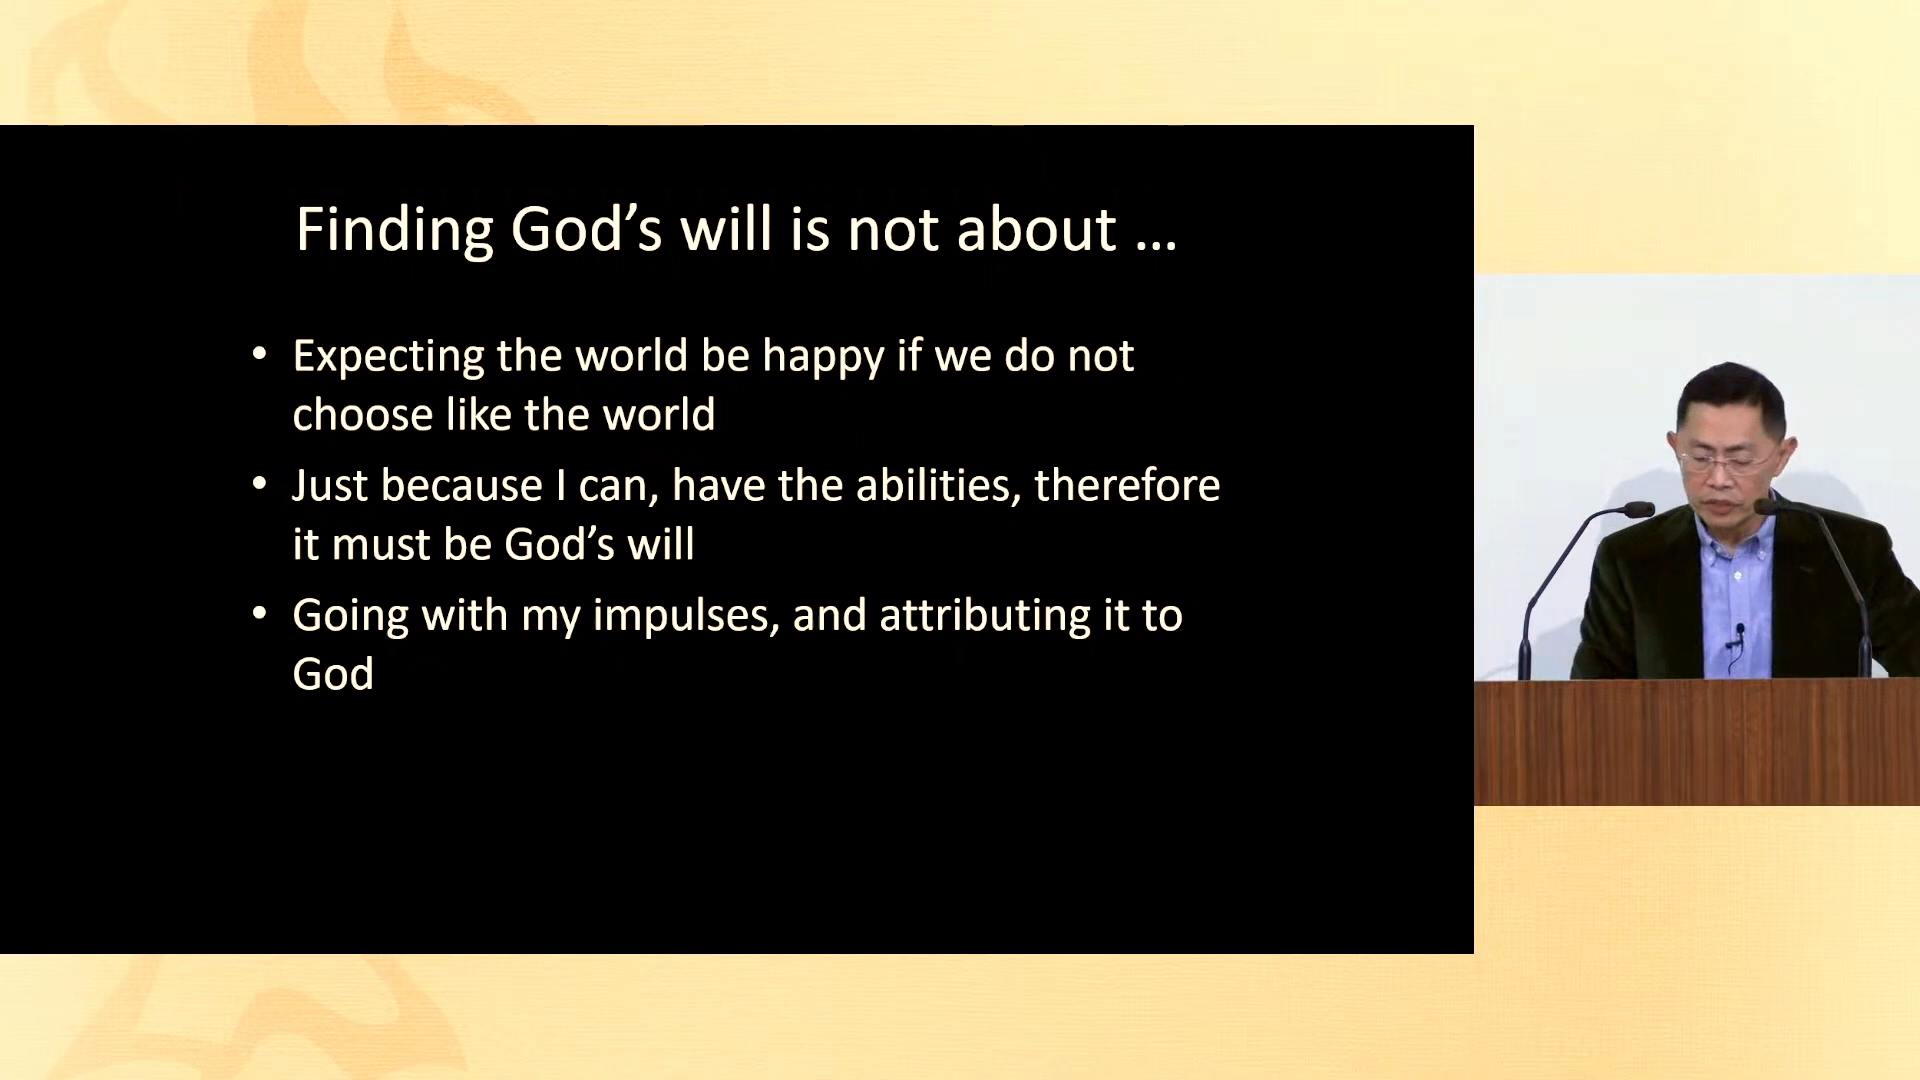 Finding God’s will is not about …
• Expecting the world be happy if we do not
choose like the world
• Just because I can, have the abilities, therefore
it must be God’s will
• Going with my impulses, and attributing it to
God